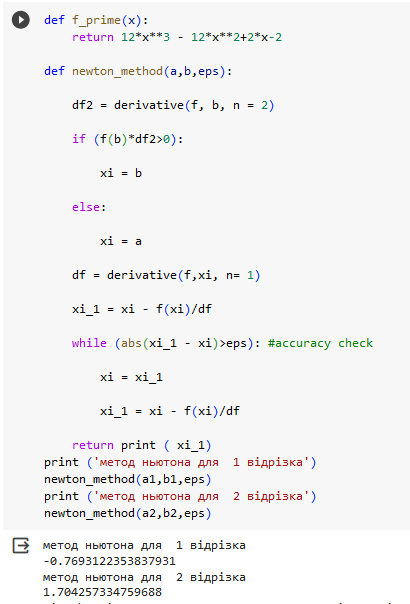 def f_prime(x):
    return 12*x**3 - 12*x**2+2*x-2
def newton_method(a,b,eps):
    df2 = derivative(f, b, n = 2)
    if (f(b)*df2>0):
        xi = b
    else:
        xi = a
    df = derivative(f,xi, n= 1)
    xi_1 = xi - f(xi)/df
    while (abs(xi_1 - xi)>eps): #accuracy check
        xi = xi_1
        xi_1 = xi - f(xi)/df
    return print ( xi_1)
print ('метод ньютона для  1 відрізка')
newton_method(a1,b1,eps)
print ('метод ньютона для  2 відрізка')
newton_method(a2,b2,eps)
метод ньютона для  1 відрізка
-0.7693122353837931
метод ньютона для  2 відрізка
1.704257334759688